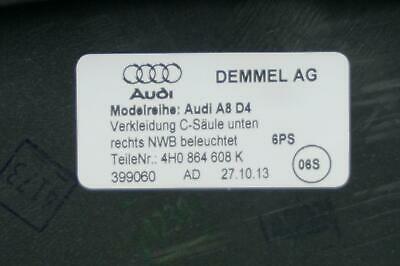 Audi
DEMMEL AG
Modelreihe: Audi A8 D4
Verkleidung C-Säule unten
rechts NWB beleuchtet 6PS
TeileNr.: 4H0 864 608 K
06S
399060 AD 27.10.13